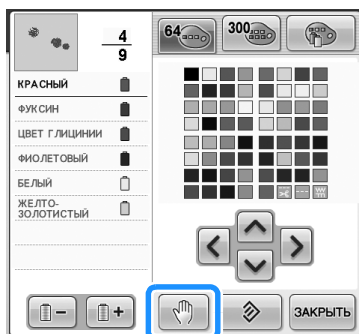 4
9
64
300
КРАСНЫЙ
ФУКСИН
ЦВЕТ ГЛИЦИНИИ
ФИОЛЕТОВЫЙ
БЕЛЫЙ
ЖЕЛТО-
ЗОЛОТИСТЫЙ
ЗАКРЫТЬ